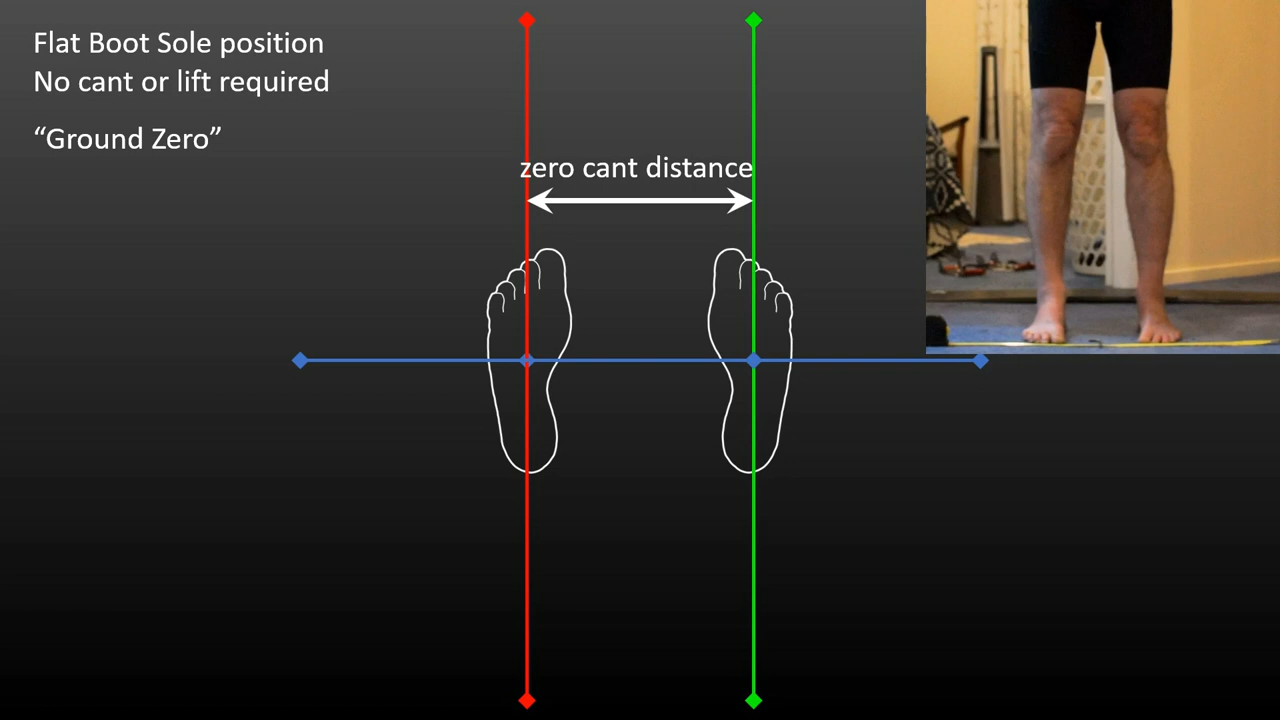 Flat Boot Sole position
No cant or lift required
“Ground Zero”
zero cant distance